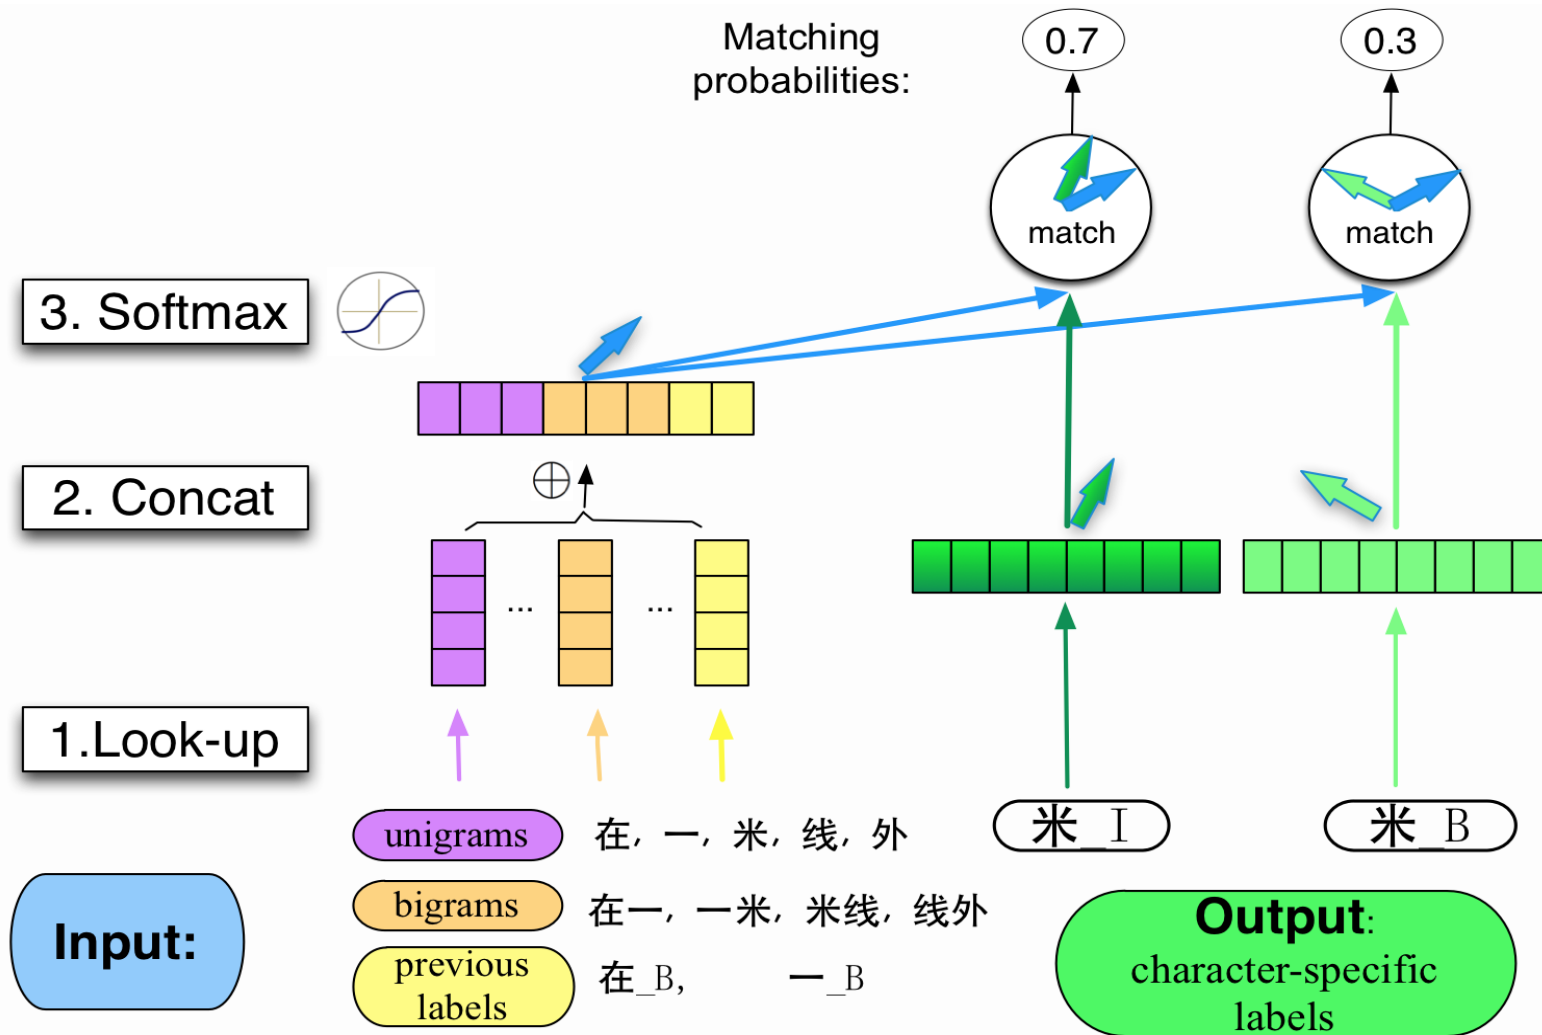 Matching
probabilities:
0.7
0.3
match
match
3. Softmax
2. Concat
...
...
1.Look-up
unigrams
在, 一, 米, 线, 外
米_I
米_B
bigrams
在一, 一米, 米线, 线外
Input:
previous
labels
在_B, 一_B
Output:
character-specific
labels